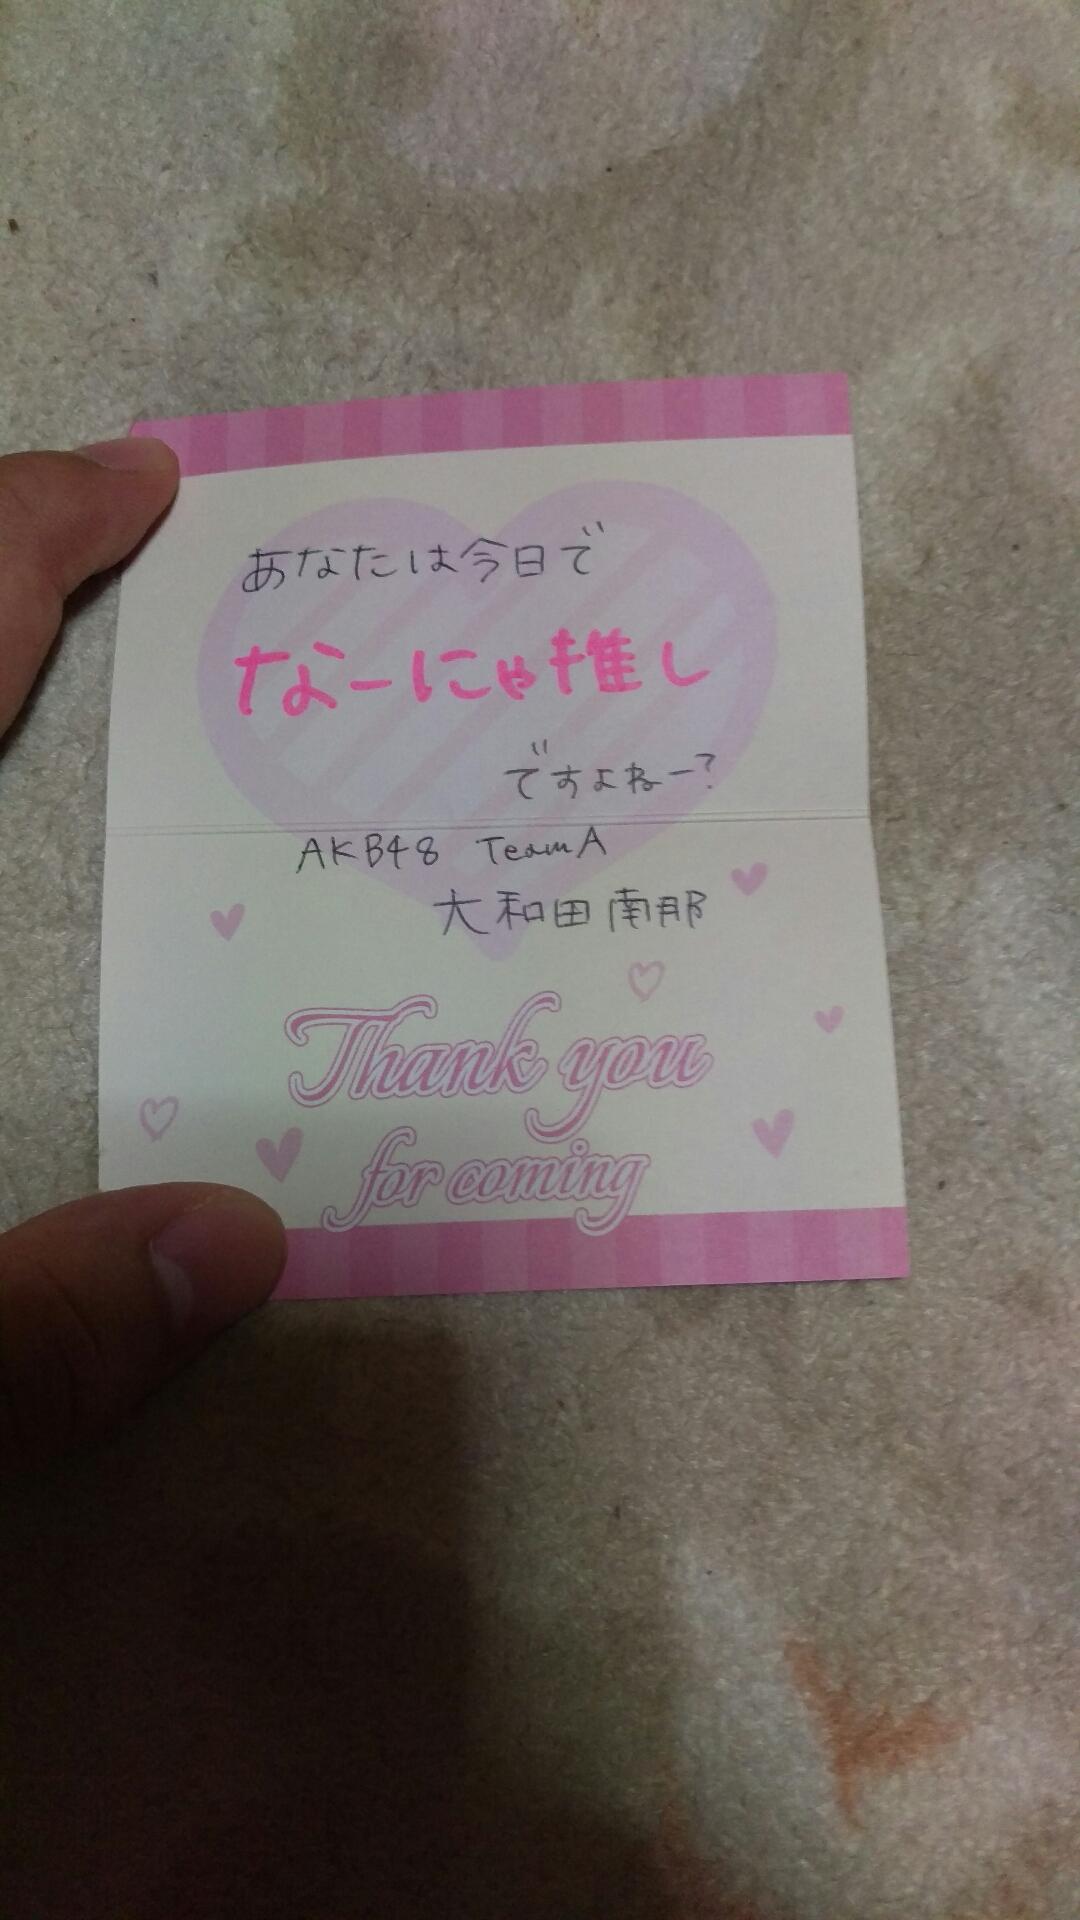 あなたは今日で
なーにゃ推し
ですよねー?
AKB48 TeamA
大和田南那
Thank you
for coming